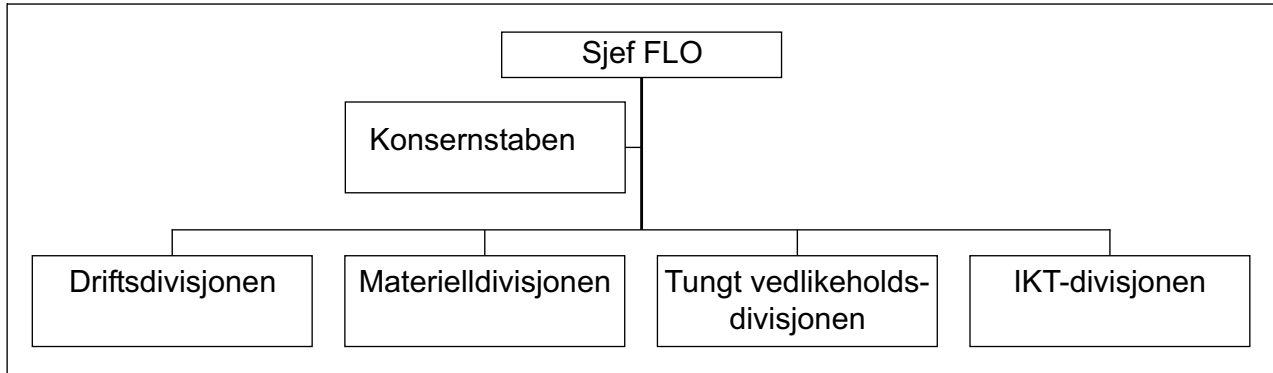 Sjef FLO
Konsernstaben
Driftsdivisjonen
Materielldivisjonen
Tungt vedlikeholds-
divisjonen
IKT-divisjonen